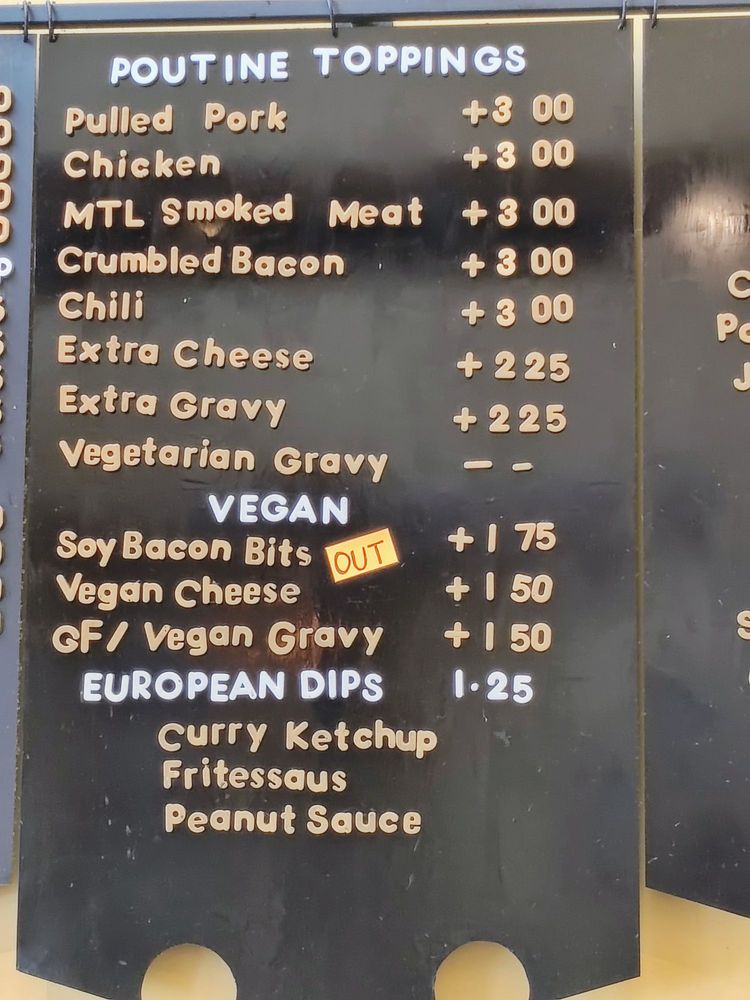 POUTINE TOPPINGS
Pulled Pork +3 00
Chicken +3 00
MTL Smoked Meat +3 00
Crumbled Bacon +3 00
Chili +3 00
Extra Cheese +2 25
Extra Gravy +2 25
Vegetarian Gravy – –
VEGAN
Soy Bacon Bits OUT +1 75
Vegan Cheese +1 50
GF/ Vegan Gravy +1 50
EUROPEAN DIPS 1·25
Curry Ketchup
Fritessaus
Peanut Sauce